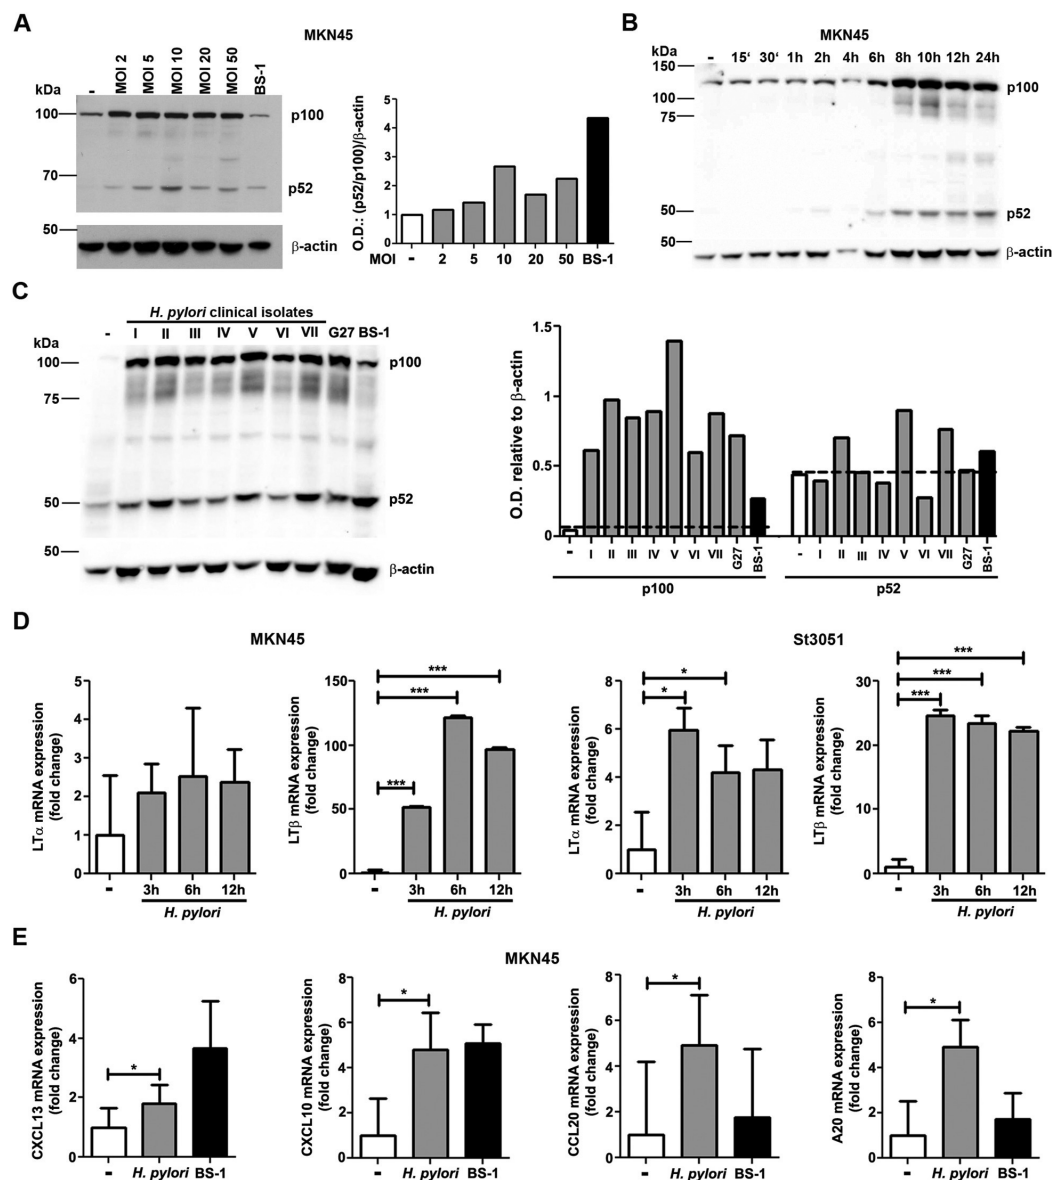 A
MKN45
kDa
- MOI 2 MOI 5 MOI 10 MOI 20 MOI 50 BS-1
100
70
50
p100
p52
β-actin
O.D.: (p52/p100)/β-actin
5
4
3
2
1
0
MOI - 2 5 10 20 50 BS-1
B
MKN45
kDa
- 15‘ 30‘ 1h 2h 4h 6h 8h 10h 12h 24h
150
100
75
50
50
p100
p52
β-actin
C
H. pylori clinical isolates
- I II III IV V VI VII G27 BS-1
kDa
100
75
50
50
p100
p52
β-actin
O.D. relative to β-actin
1.5
1
0.5
0
- I II III IV V VI VII G27 BS-1
p100
- I II III IV V VI VII G27 BS-1
p52
D
MKN45
LTα mRNA expression
(fold change)
5
4
3
2
1
0
- 3h 6h 12h
H. pylori
LTβ mRNA expression
(fold change)
150
100
50
0
***
***
***
- 3h 6h 12h
H. pylori
St3051
LTα mRNA expression
(fold change)
8
6
4
2
0
*
*
- 3h 6h 12h
H. pylori
LTβ mRNA expression
(fold change)
30
20
10
0
***
***
***
- 3h 6h 12h
H. pylori
E
MKN45
CXCL13 mRNA expression
(fold change)
6
4
2
0
*
- H. pylori BS-1
CXCL10 mRNA expression
(fold change)
8
6
4
2
0
*
- H. pylori BS-1
CCL20 mRNA expression
(fold change)
8
6
4
2
0
*
- H. pylori BS-1
A20 mRNA expression
(fold change)
8
6
4
2
0
*
- H. pylori BS-1